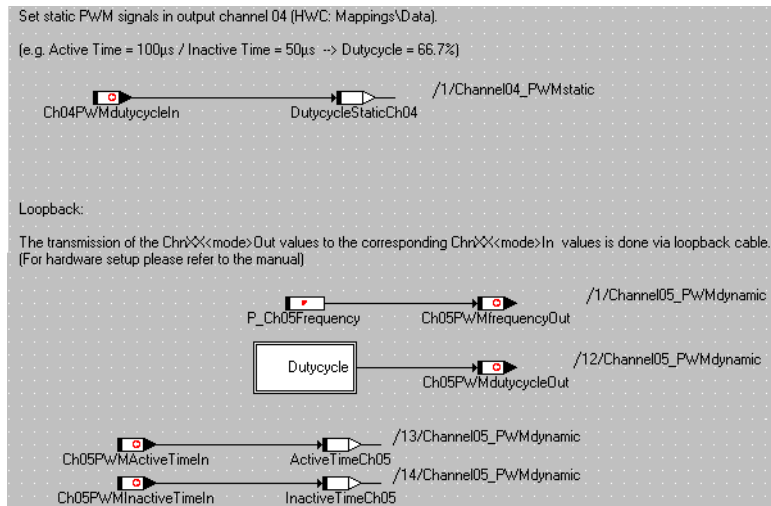 Set static PWM signals in output channel 04 (HWC: Mappings\Data).
(e.g. Active Time = 100µs / Inactive Time = 50µs --> Dutycycle = 66.7%)
/1/Channel04_PWMstatic
Ch04PWMdutycycleIn
DutycycleStaticCh04
Loopback:
The transmission of the ChnXX<mode>Out values to the corresponding ChnXX<mode>In values is done via loopback cable.
(For hardware setup please refer to the manual)
/1/Channel05_PWMdynamic
P_Ch05Frequency
Ch05PWMfrequencyOut
Dutycycle
/12/Channel05_PWMdynamic
Ch05PWMdutycycleOut
/13/Channel05_PWMdynamic
Ch05PWMActiveTimeIn
ActiveTimeCh05
/14/Channel05_PWMdynamic
Ch05PWMInactiveTimeIn
InactiveTimeCh05